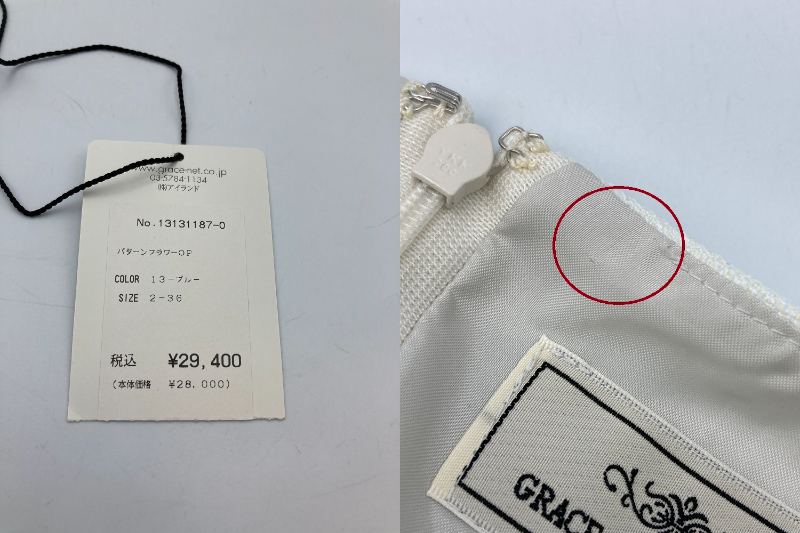 www.grace-net.co.jp
03-5784-1134
(株)アイランド
No.13131187-0
パターンフラワーOP
COLOR 13-ブルー
SIZE 2-36
税込 ¥29,400
(本体価格 ¥28,000)
GRACE